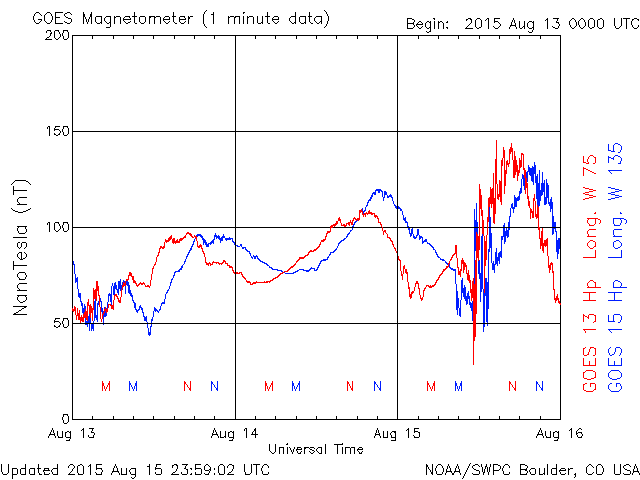 GOES Magnetometer (1 minute data)
Begin: 2015 Aug 13 0000 UTC
200
150
100
50
0
NanoTesla (nT)
M M N N M M N N M M N N
Aug 13 Aug 14 Aug 15 Aug 16
Universal Time
GOES 13 Hp Long. W 75
GOES 15 Hp Long. W 135
Updated 2015 Aug 15 23:59:02 UTC
NOAA/SWPC Boulder, CO USA